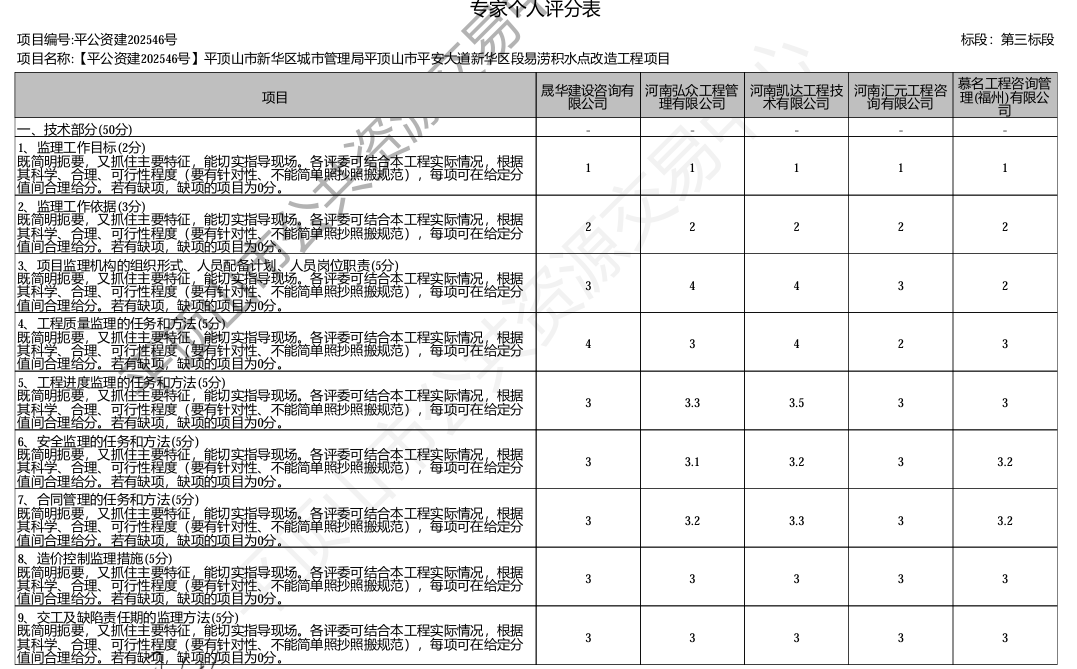 专家个人评分表
项目编号:平公资建202546号
标段：第三标段
项目名称:【平公资建202546号】平顶山市新华区城市管理局平顶山市平安大道新华区段易涝积水点改造工程项目
项目
晟华建设咨询有
限公司
河南弘众工程管
理有限公司
河南凯达工程技
术有限公司
河南汇元工程咨
询有限公司
慕名工程咨询管
理(福州)有限公
司
一、技术部分(50分)
- - - - -
1、监理工作目标(2分)
既简明扼要，又抓住主要特征，能切实指导现场。各评委可结合本工程实际情况，根据
其科学、合理、可行性程度（要有针对性、不能简单照抄照搬规范），每项可在给定分
值间合理给分。若有缺项，缺项的项目为0分。
1 1 1 1 1
2、监理工作依据(3分)
既简明扼要，又抓住主要特征，能切实指导现场。各评委可结合本工程实际情况，根据
其科学、合理、可行性程度（要有针对性、不能简单照抄照搬规范），每项可在给定分
值间合理给分。若有缺项，缺项的项目为0分。
2 2 2 2 2
3、项目监理机构的组织形式、人员配备计划、人员岗位职责(5分)
既简明扼要，又抓住主要特征，能切实指导现场。各评委可结合本工程实际情况，根据
其科学、合理、可行性程度（要有针对性、不能简单照抄照搬规范），每项可在给定分
值间合理给分。若有缺项，缺项的项目为0分。
3 4 4 3 2
4、工程质量监理的任务和方法(5分)
既简明扼要，又抓住主要特征，能切实指导现场。各评委可结合本工程实际情况，根据
其科学、合理、可行性程度（要有针对性、不能简单照抄照搬规范），每项可在给定分
值间合理给分。若有缺项，缺项的项目为0分。
4 3 4 2 3
5、工程进度监理的任务和方法(5分)
既简明扼要，又抓住主要特征，能切实指导现场。各评委可结合本工程实际情况，根据
其科学、合理、可行性程度（要有针对性、不能简单照抄照搬规范），每项可在给定分
值间合理给分。若有缺项，缺项的项目为0分。
3 3.3 3.5 3 3
6、安全监理的任务和方法(5分)
既简明扼要，又抓住主要特征，能切实指导现场。各评委可结合本工程实际情况，根据
其科学、合理、可行性程度（要有针对性、不能简单照抄照搬规范），每项可在给定分
值间合理给分。若有缺项，缺项的项目为0分。
3 3.1 3.2 3 3.2
7、合同管理的任务和方法(5分)
既简明扼要，又抓住主要特征，能切实指导现场。各评委可结合本工程实际情况，根据
其科学、合理、可行性程度（要有针对性、不能简单照抄照搬规范），每项可在给定分
值间合理给分。若有缺项，缺项的项目为0分。
3 3.2 3.3 3 3.2
8、造价控制监理措施(5分)
既简明扼要，又抓住主要特征，能切实指导现场。各评委可结合本工程实际情况，根据
其科学、合理、可行性程度（要有针对性、不能简单照抄照搬规范），每项可在给定分
值间合理给分。若有缺项，缺项的项目为0分。
3 3 3 3 3
9、交工及缺陷责任期的监理方法(5分)
既简明扼要，又抓住主要特征，能切实指导现场。各评委可结合本工程实际情况，根据
其科学、合理、可行性程度（要有针对性、不能简单照抄照搬规范），每项可在给定分
值间合理给分。若有缺项，缺项的项目为0分。
3 3 3 3 3
平顶山市公共资源交易
平顶山市公共资源交易中心